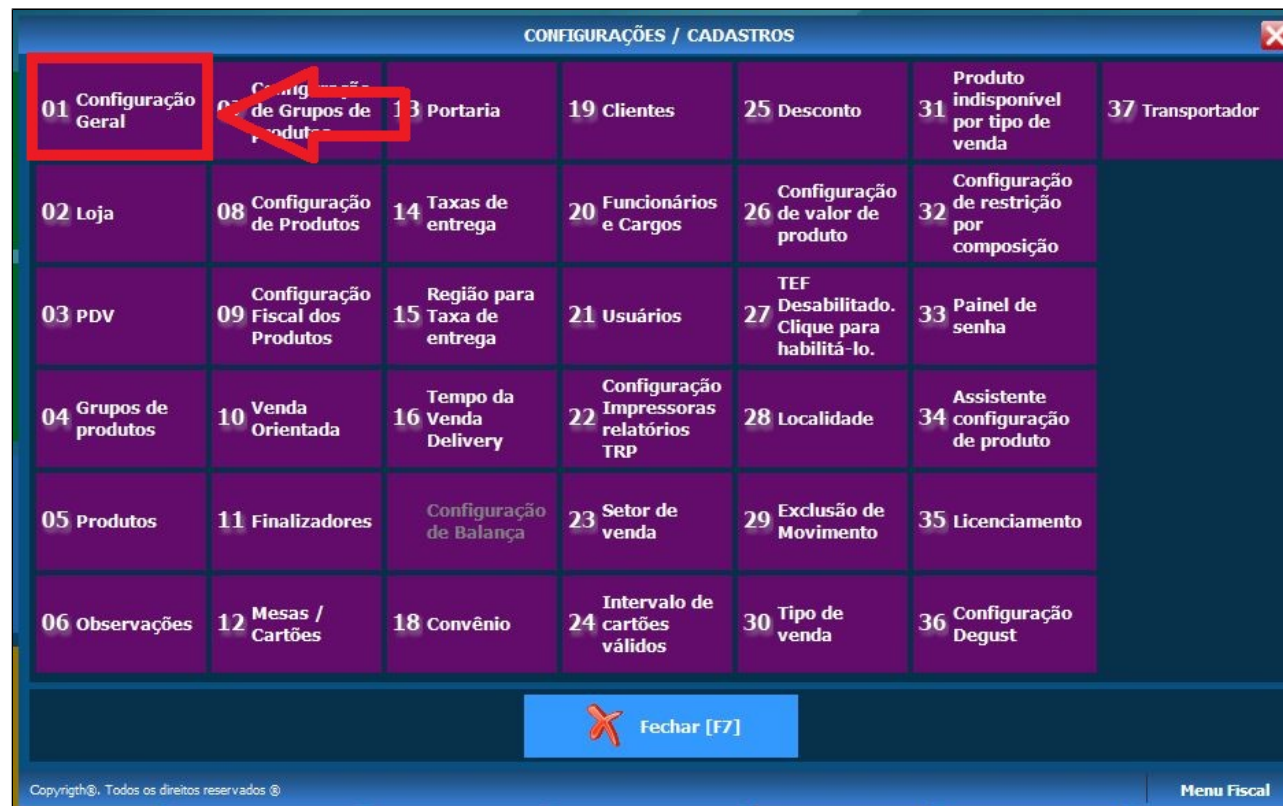 CONFIGURAÇÕES / CADASTROS
01 Configuração
Geral
de Grupos de
13 Portaria
19 Clientes
25 Desconto
31 Produto
indisponível
por tipo de
venda
37 Transportador
02 Loja
08 Configuração
de Produtos
14 Taxas de
entrega
20 Funcionários
e Cargos
26 Configuração
de valor de
produto
32 Configuração
de restrição
por
composição
03 PDV
09 Configuração
Fiscal dos
Produtos
15 Região para
Taxa de
entrega
21 Usuários
27 TEF
Desabilitado.
Clique para
habilitá-lo.
33 Painel de
senha
04 Grupos de
produtos
10 Venda
Orientada
16 Tempo da
Venda
Delivery
22 Configuração
Impressoras
relatórios
TRP
28 Localidade
34 Assistente
configuração
de produto
05 Produtos
11 Finalizadores
Configuração
de Balança
23 Setor de
venda
29 Exclusão de
Movimento
35 Licenciamento
06 Observações
12 Mesas /
Cartões
18 Convênio
24 Intervalo de
cartões
válidos
30 Tipo de
venda
36 Configuração
Degust
Fechar [F7]
Copyrigth®. Todos os direitos reservados ®
Menu Fiscal